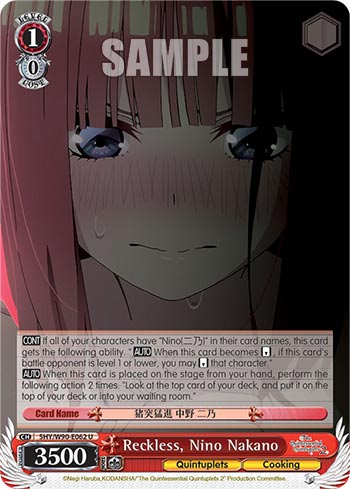 LEVEL
1
0
COST
SAMPLE
CONT If all of your characters have "Nino(二乃)" in their card names, this card
gets the following ability. "AUTO When this card becomes , if this card's
battle opponent is level 1 or lower, you may that character."
AUTO When this card is placed on the stage from your hand, perform the
following action 2 times. "Look at the top card of your deck, and put it on the
top of your deck or into your waiting room."
Card Name
猪突猛進 中野 二乃
CH
5HY/W90-E062 U
Reckless, Nino Nakano
POWER
3500
Quintuplets
Cooking
©Negi Haruba,KODANSHA/"The Quintessential Quintuplets 2" Production Committee.